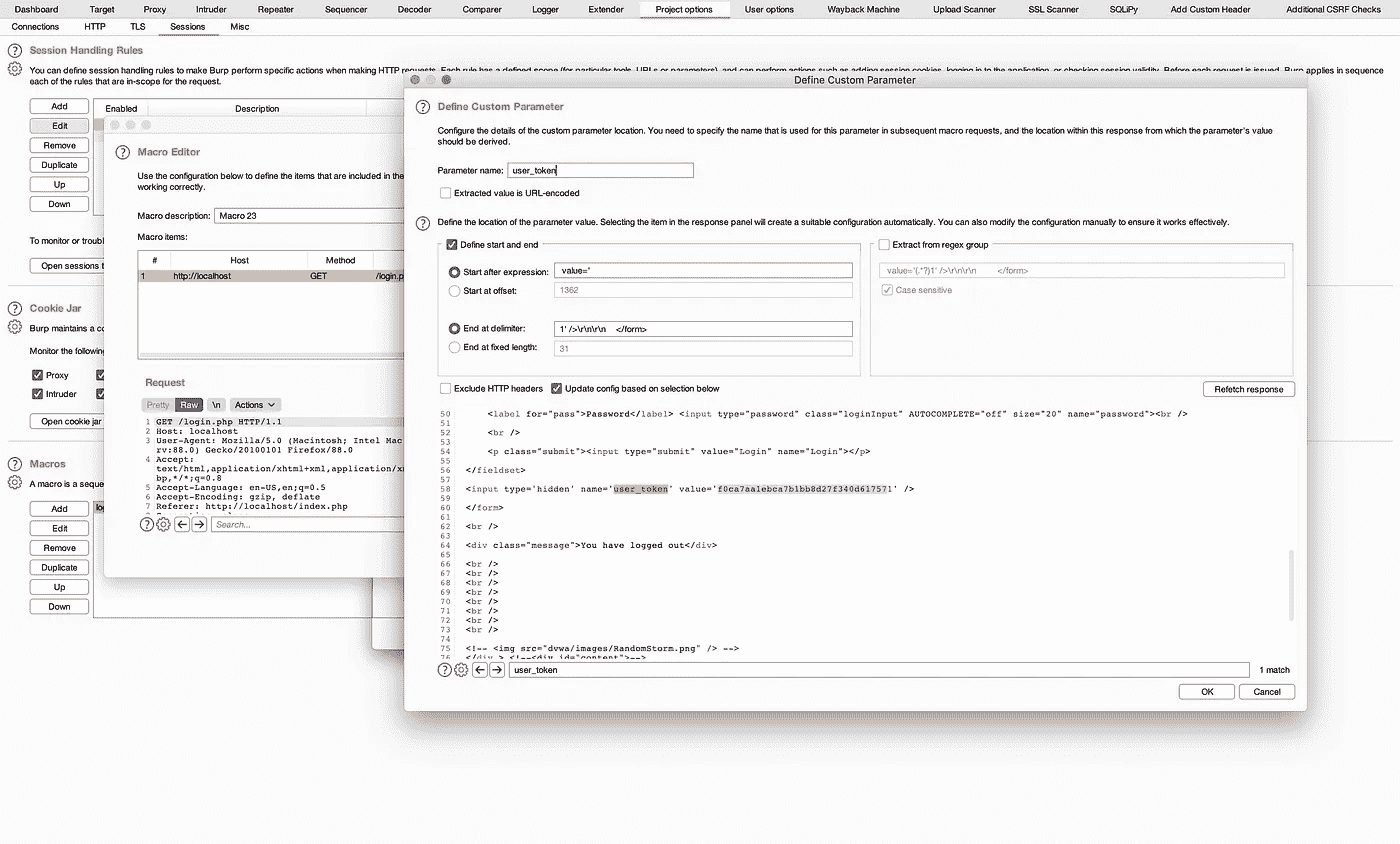 Dashboard Target Proxy Intruder Repeater Sequencer Decoder Comparer Logger Extender Project options User options Wayback Machine Upload Scanner SSL Scanner SQLiPy Add Custom Header Additional CSRF Checks
Connections HTTP TLS Sessions Misc
Session Handling Rules
You can define session handling rules to make Burp perform specific actions when making HTTP requests. Each rule has a defined scope (for particular tools, URLs or parameters), and can perform actions such as adding session cookies, logging in to the application, or checking session validity. Before each request is issued, Burp applies in sequence
each of the rules that are in-scope for the request.
Add
Edit
Remove
Duplicate
Up
Down
Enabled Description
To monitor or troubl
Open sessions t
Cookie Jar
Burp maintains a co
Monitor the following
Proxy
Intruder
Open cookie jar
Macros
A macro is a seque
Add
Edit
Remove
Duplicate
Up
Down
Macro Editor
Use the configuration below to define the items that are included in the
working correctly.
Macro description: Macro 23
Macro items:
# Host Method
1 http://localhost GET /login.p
Request
Pretty Raw \n Actions
1 GET /login.php HTTP/1.1
2 Host: localhost
3 User-Agent: Mozilla/5.0 (Macintosh; Intel Mac
rv:88.0) Gecko/20100101 Firefox/88.0
4 Accept:
text/html,application/xhtml+xml,application/xm
bp,*/*;q=0.8
5 Accept-Language: en-US,en;q=0.5
6 Accept-Encoding: gzip, deflate
7 Referer: http://localhost/index.php
Search...
Define Custom Parameter
Define Custom Parameter
Configure the details of the custom parameter location. You need to specify the name that is used for this parameter in subsequent macro requests, and the location within this response from which the parameter's value
should be derived.
Parameter name: user_token
Extracted value is URL-encoded
Define the location of the parameter value. Selecting the item in the response panel will create a suitable configuration automatically. You can also modify the configuration manually to ensure it works effectively.
Define start and end
Start after expression: value='
Start at offset: 1362
End at delimiter: 1' />\r\n\r\n </form>
End at fixed length: 31
Extract from regex group
value='(.*?)1' />\r\n\r\n </form>
Case sensitive
Exclude HTTP headers Update config based on selection below Refetch response
50 <label for="pass">Password</label> <input type="password" class="loginInput" AUTOCOMPLETE="off" size="20" name="password"><br />
51
52 <br />
53
54 <p class="submit"><input type="submit" value="Login" name="Login"></p>
55
56 </fieldset>
57
58 <input type='hidden' name='user_token' value='f0ca7aa1ebca7b1bb8d27f340d617571' />
59
60 </form>
61
62 <br />
63
64 <div class="message">You have logged out</div>
65
66 <br />
67 <br />
68 <br />
69 <br />
70 <br />
71 <br />
72 <br />
73 <br />
74
75 <!-- <img src="dvwa/images/RandomStorm.png" /> -->
76 </div > <!--<div id="content">-->
user_token 1 match
OK Cancel